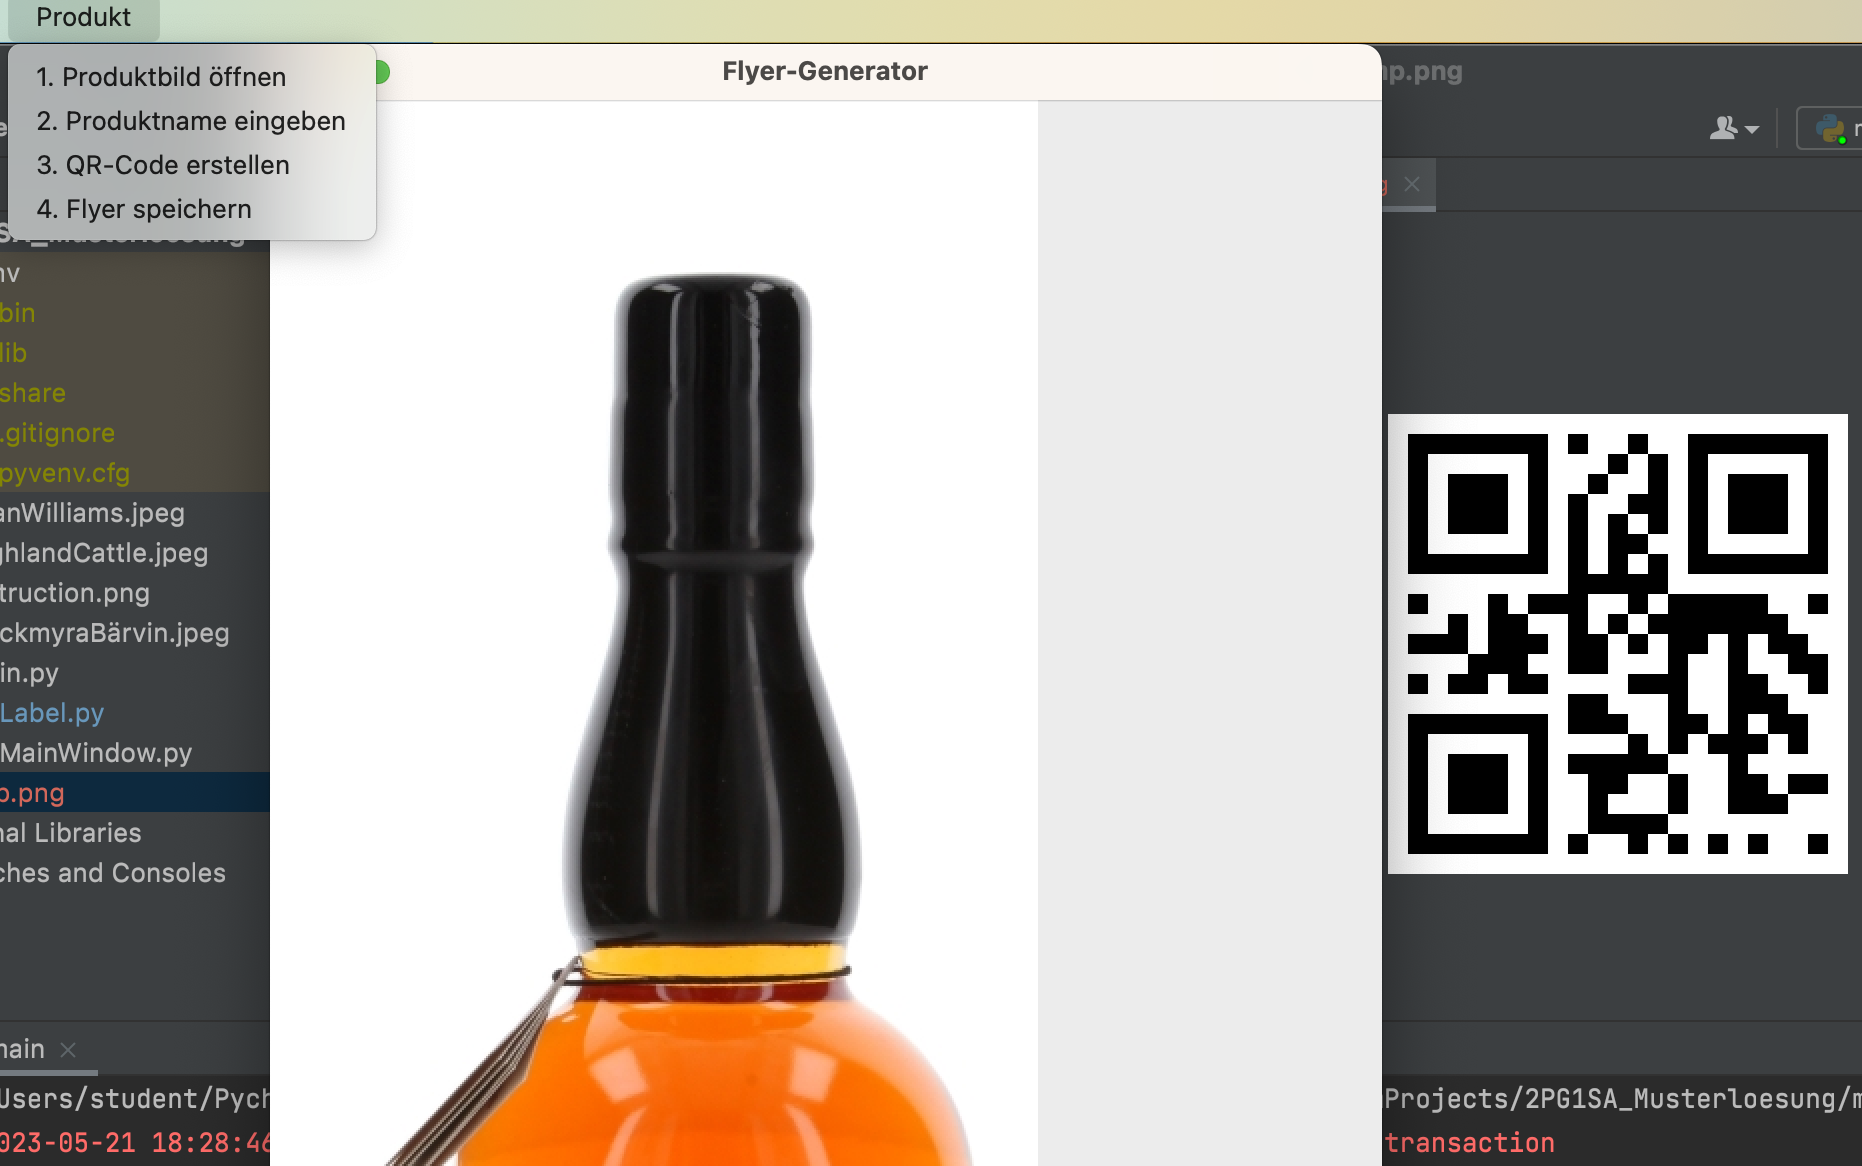 Produkt
1. Produktbild öffnen
2. Produktname eingeben
3. QR-Code erstellen
4. Flyer speichern
Flyer-Generator
p.png
nv
bin
lib
share
.gitignore
pyvenv.cfg
anWilliams.jpeg
ghlandCattle.jpeg
truction.png
ckmyraBärvin.jpeg
in.py
Label.py
MainWindow.py
p.png
nal Libraries
ches and Consoles
main
Users/student/Pych
Projects/2PG1SA_Musterloesung/m
023-05-21 18:28:46
transaction